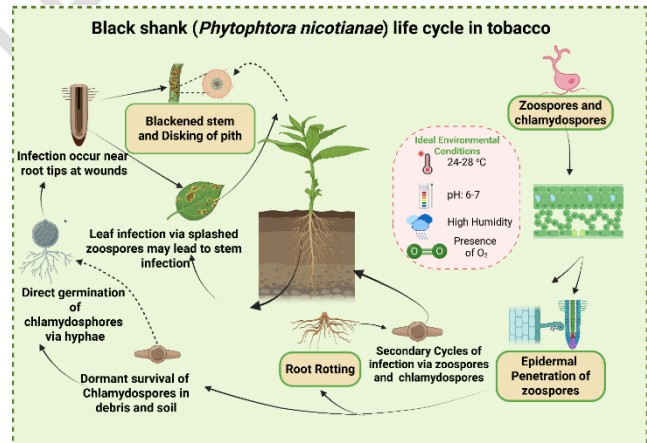 Black shank (Phytophtora nicotianae) life cycle in tobacco
Blackened stem
and Disking of pith
Zoospores and
chlamydospores
Ideal Environmental
Conditions
24-28 °C
pH: 6-7
High Humidity
Presence
of O₂
Infection occur near
root tips at wounds
Leaf infection via splashed
zoospores may lead to stem
infection
Direct germination
of
chlamydosphores
via hyphae
Dormant survival of
Chlamydospores in
debris and soil
Root Rotting
Secondary Cycles of
infection via zoospores
and chlamydospores
Epidermal
Penetration of
zoospores